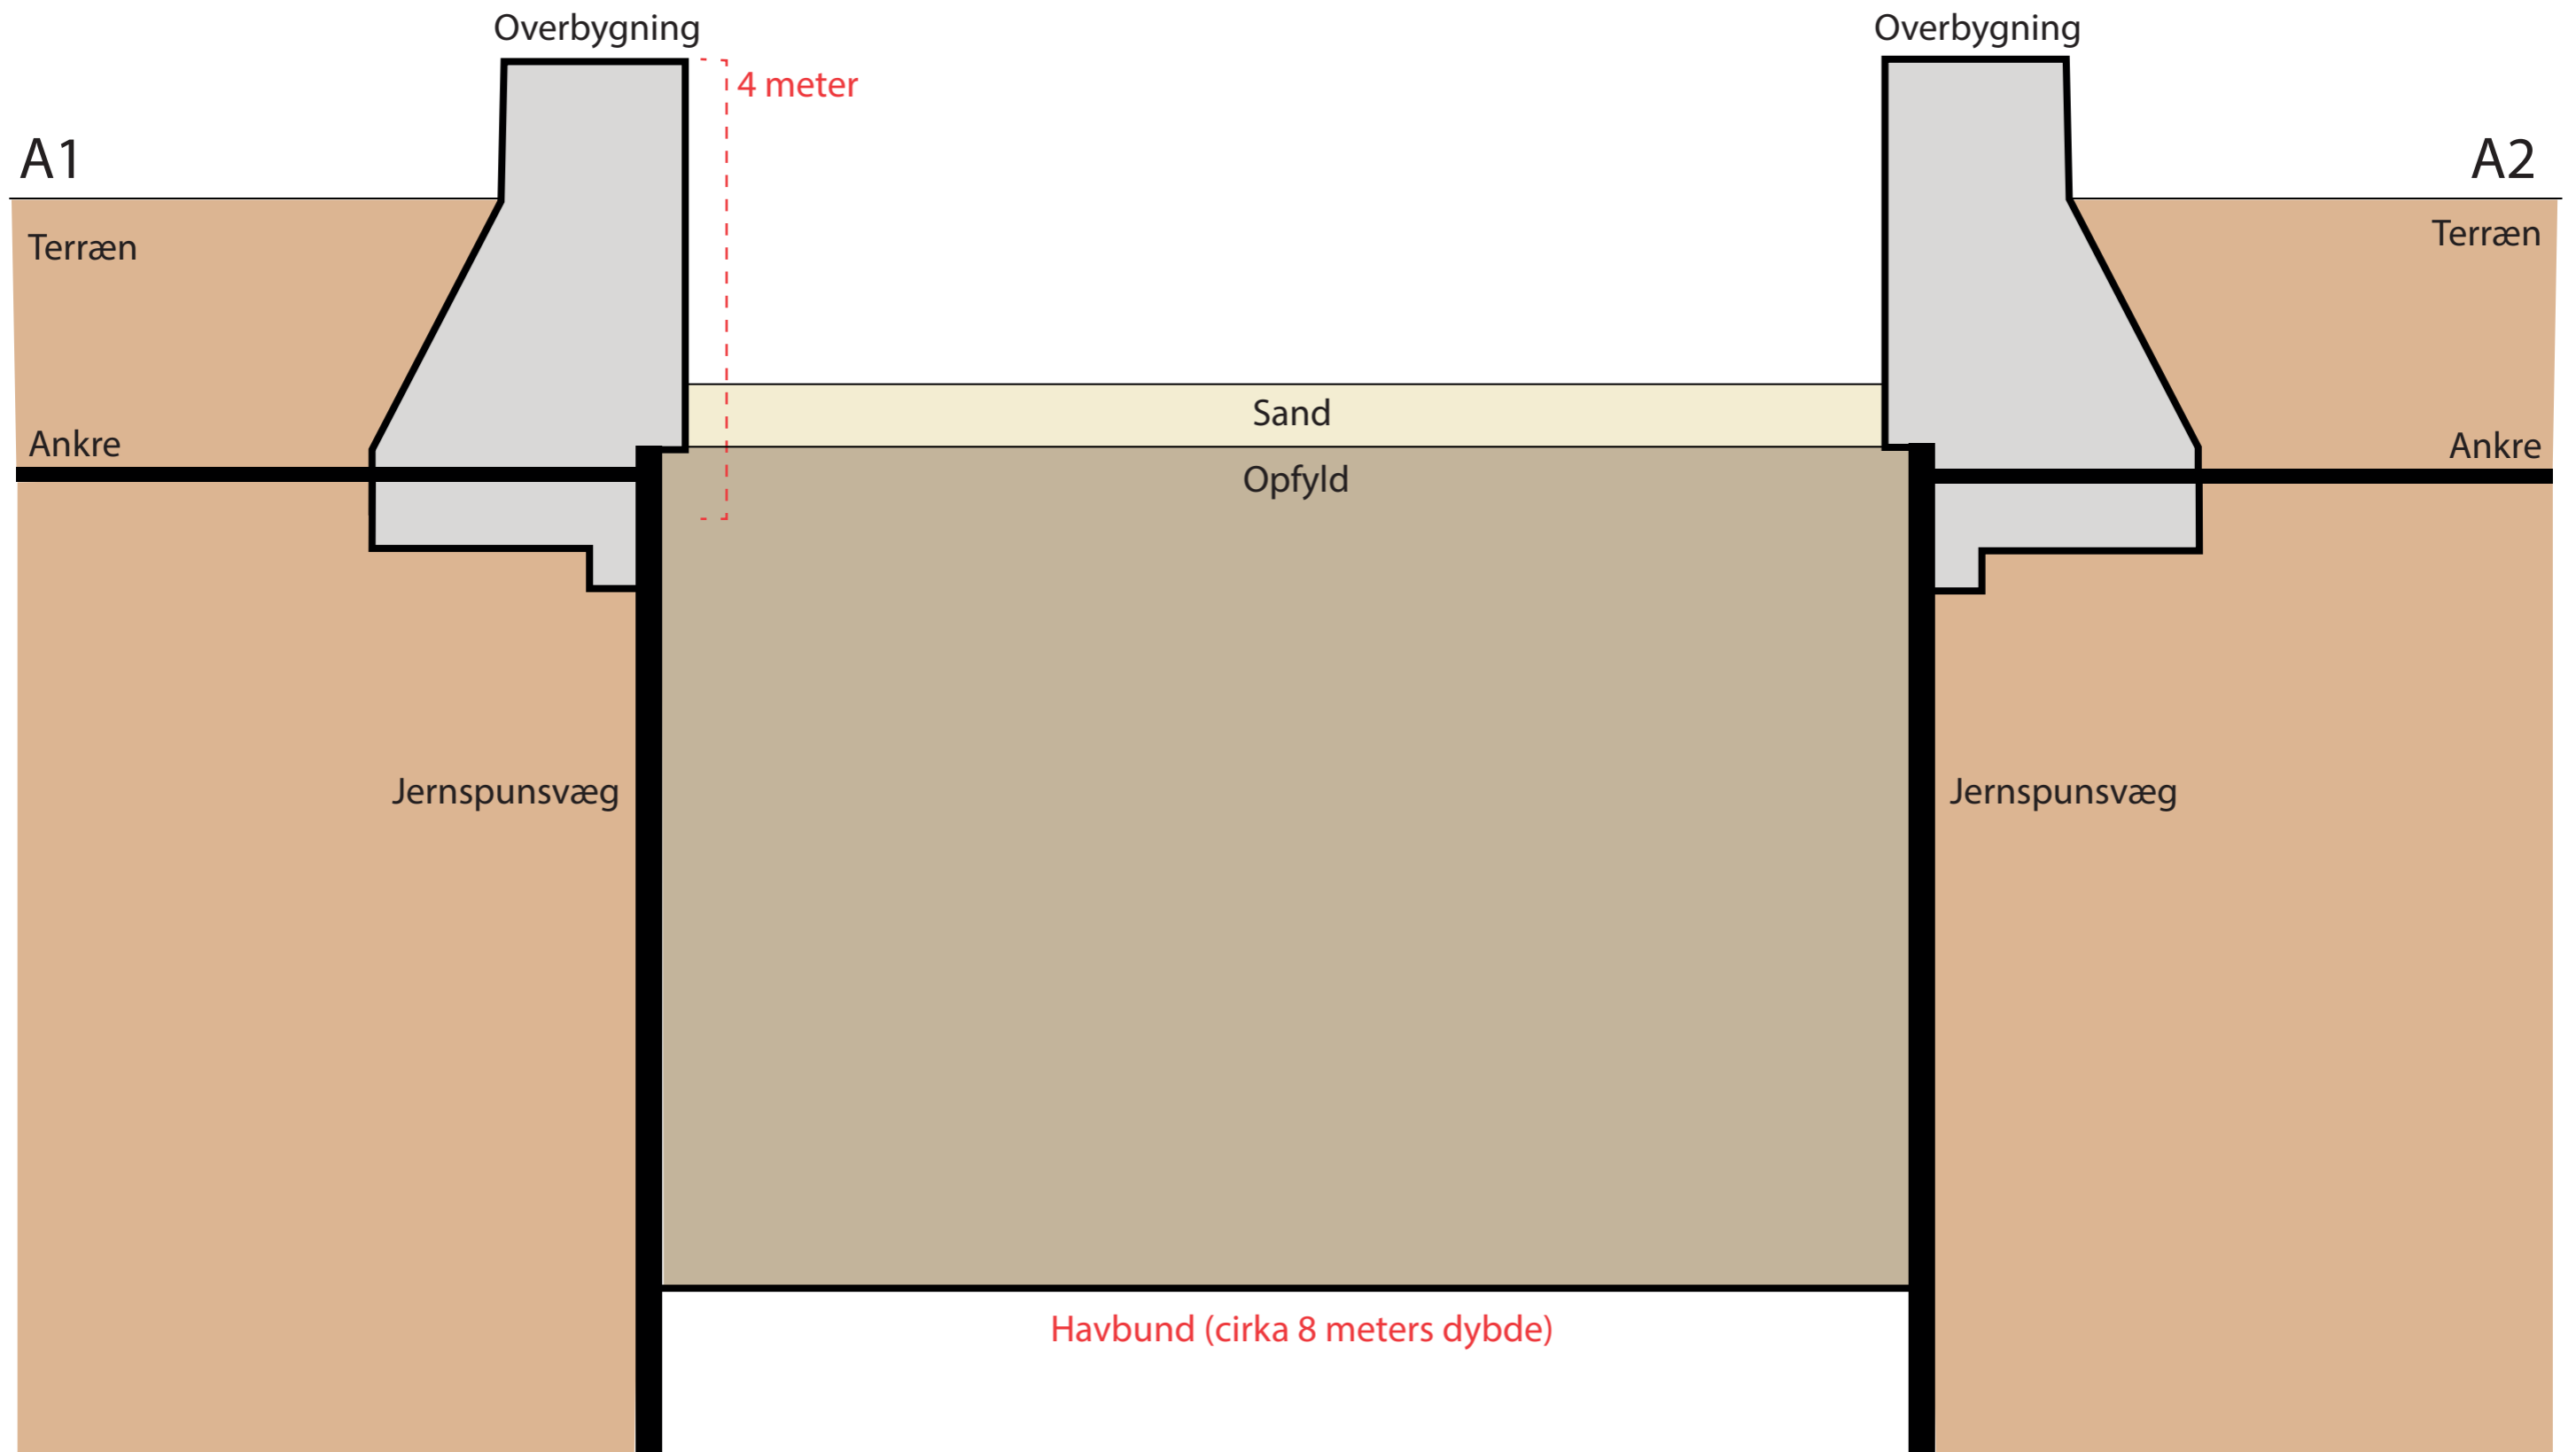 Overbygning
Overbygning
4 meter
A1
A2
Terræn
Terræn
Sand
Ankre
Ankre
Opfyld
Jernspunsvæg
Jernspunsvæg
Havbund (cirka 8 meters dybde)